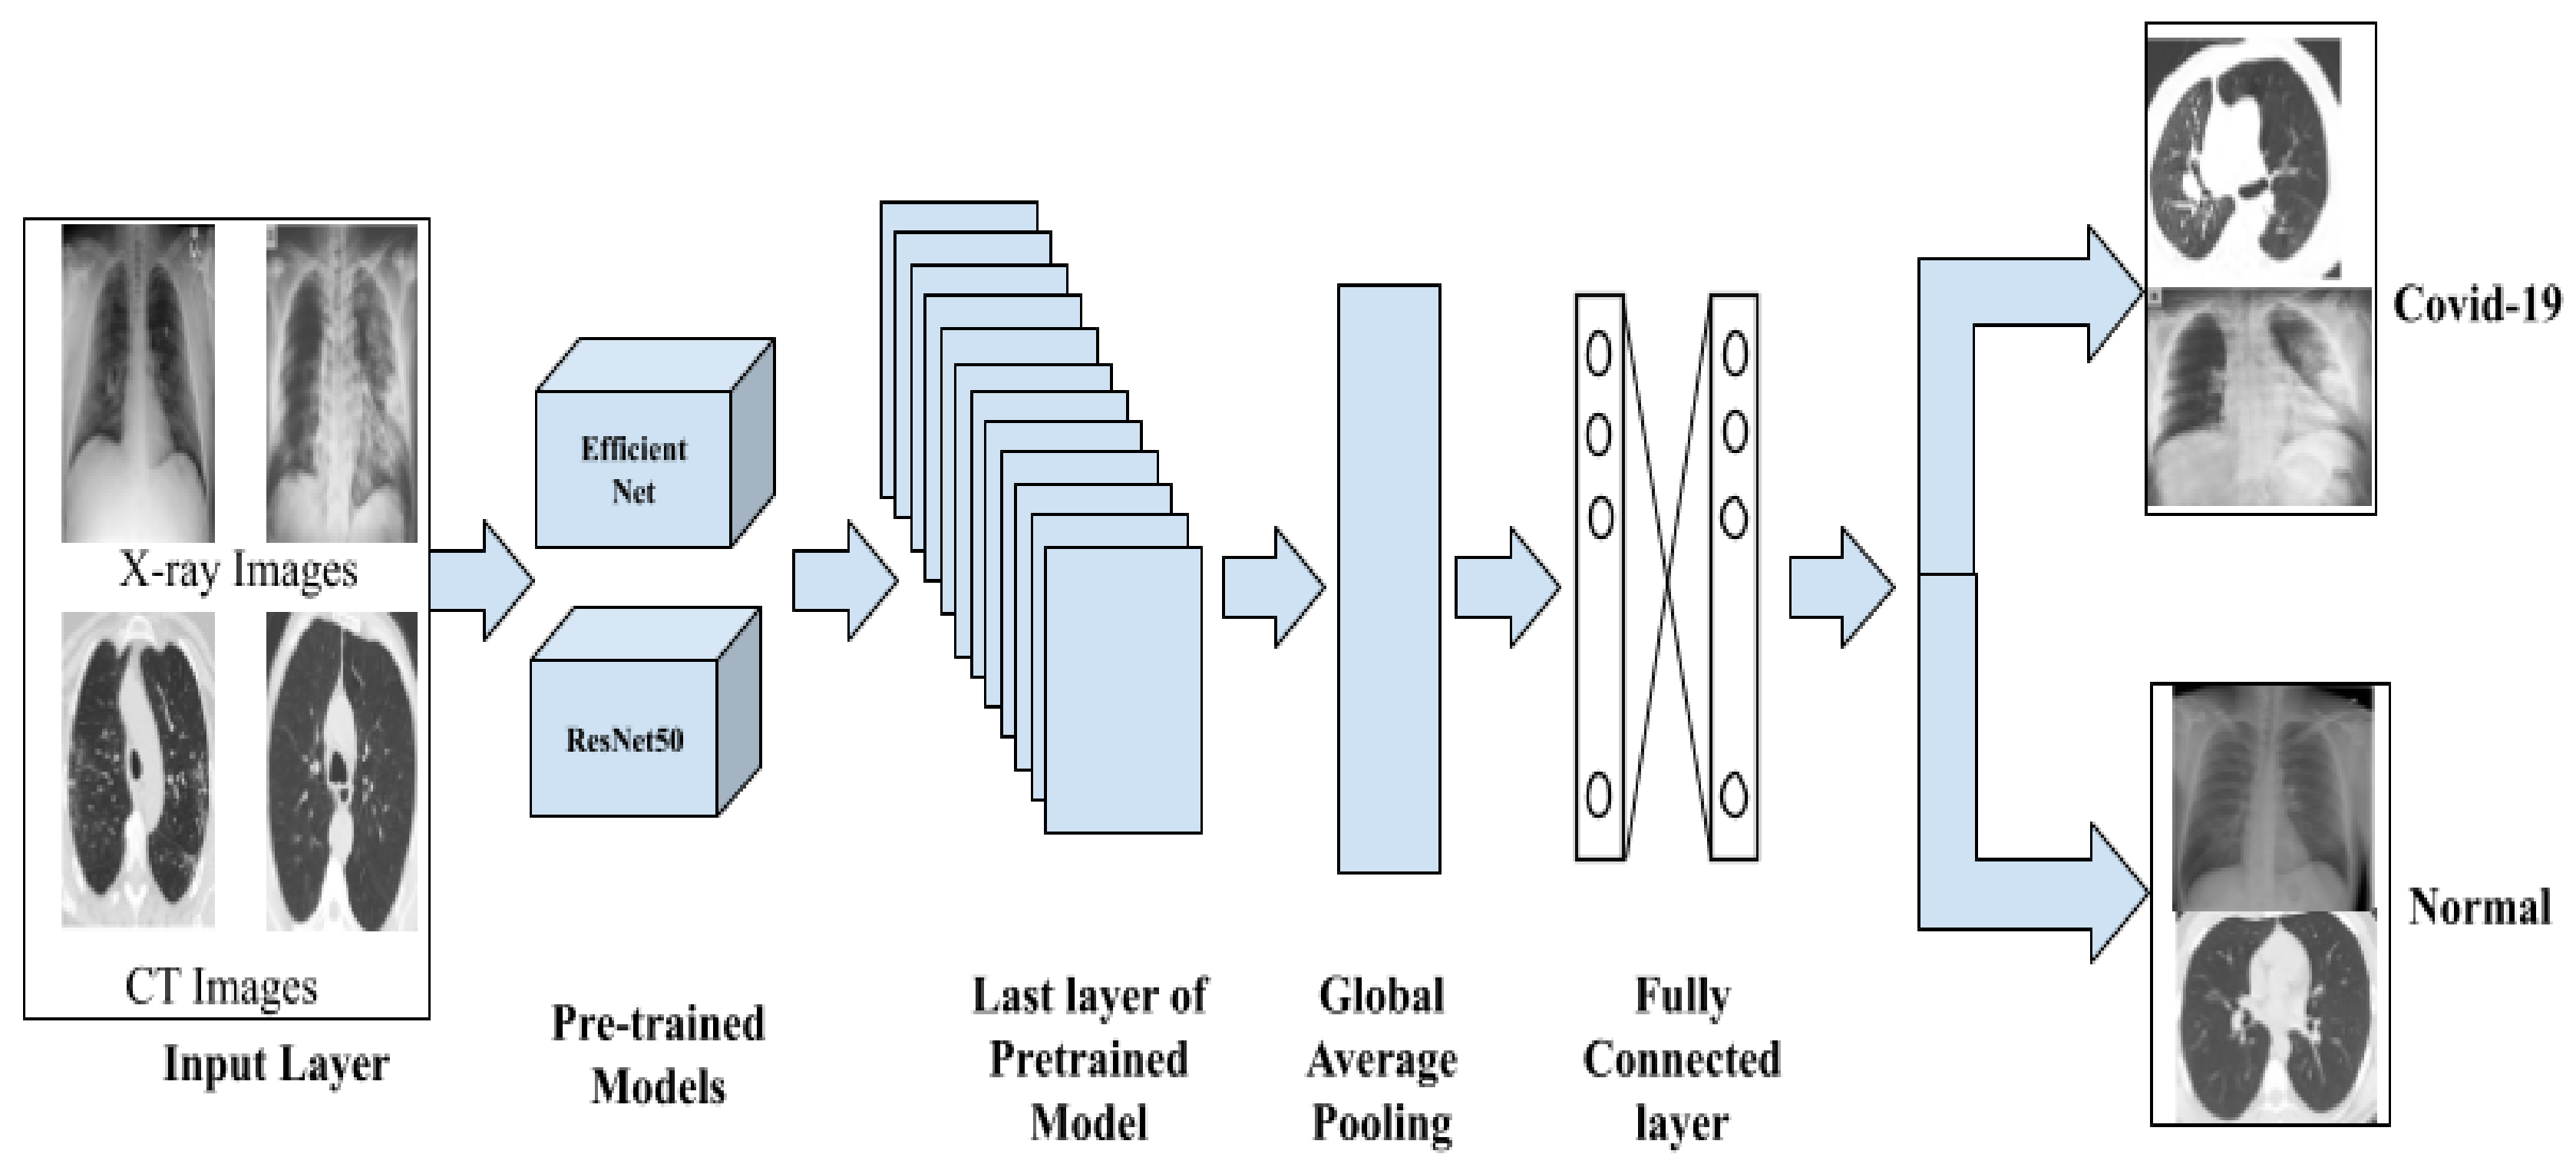 X-ray Images
CT Images
Input Layer
Efficient
Net
ResNet50
Pre-trained
Models
Last layer of
Pretrained
Model
Global
Average
Pooling
Fully
Connected
layer
Covid-19
Normal